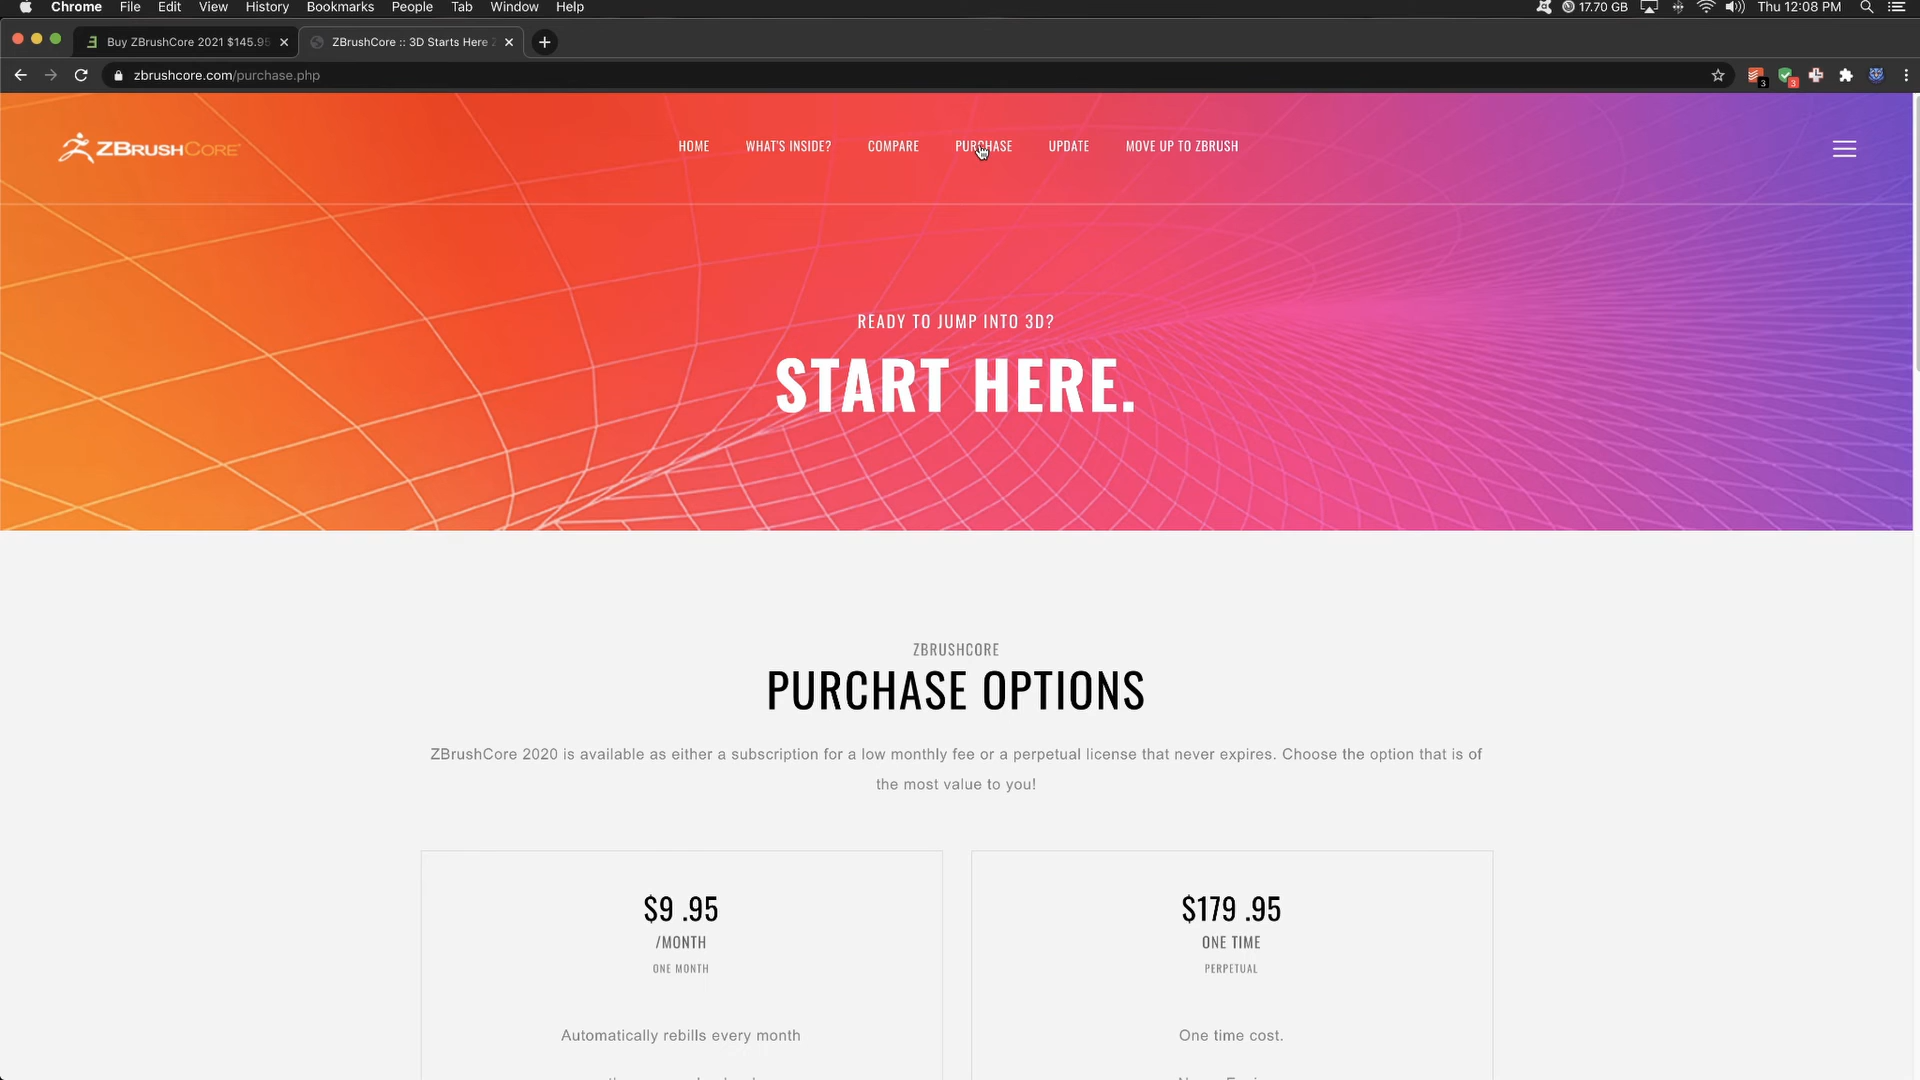 Chrome File Edit View History Bookmarks People Tab Window Help 17.70 GB Thu 12:08 PM
Buy ZBrushCore 2021 $145.95 ZBrushCore :: 3D Starts Here
zbrushcore.com/purchase.php 3 3
ZBRUSHCORE HOME WHAT'S INSIDE? COMPARE PURCHASE UPDATE MOVE UP TO ZBRUSH
READY TO JUMP INTO 3D?
START HERE.
ZBRUSHCORE
PURCHASE OPTIONS
ZBrushCore 2020 is available as either a subscription for a low monthly fee or a perpetual license that never expires. Choose the option that is of
the most value to you!
$9 .95
/MONTH
ONE MONTH
Automatically rebills every month
$179 .95
ONE TIME
PERPETUAL
One time cost.